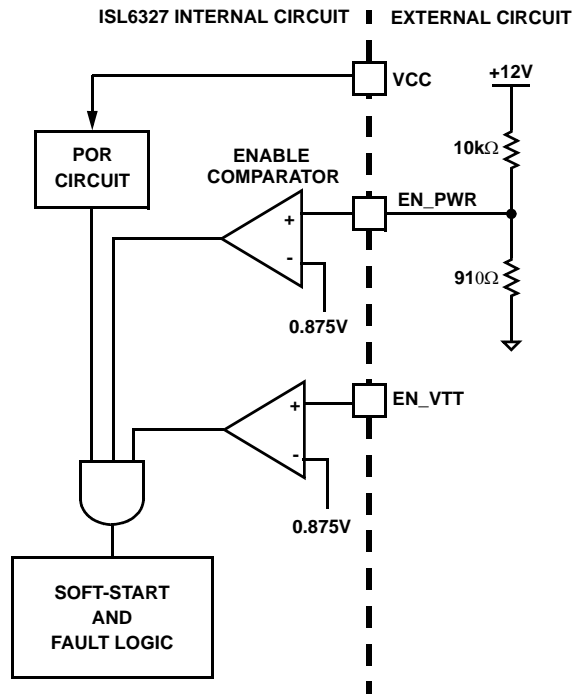 ISL6327 INTERNAL CIRCUIT
EXTERNAL CIRCUIT
VCC
+12V
POR
CIRCUIT
ENABLE
COMPARATOR
10kΩ
EN_PWR
+
-
910Ω
0.875V
EN_VTT
+
-
0.875V
SOFT-START
AND
FAULT LOGIC